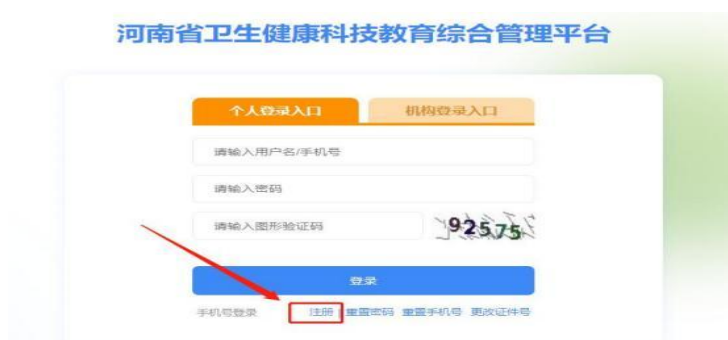 河南省卫生健康科技教育综合管理平台
个人登录入口 机构登录入口
请输入用户名/手机号
请输入密码
请输入图形验证码 92575
登录
手机号登录 注册 | 重置密码 重置手机号 更改证件号